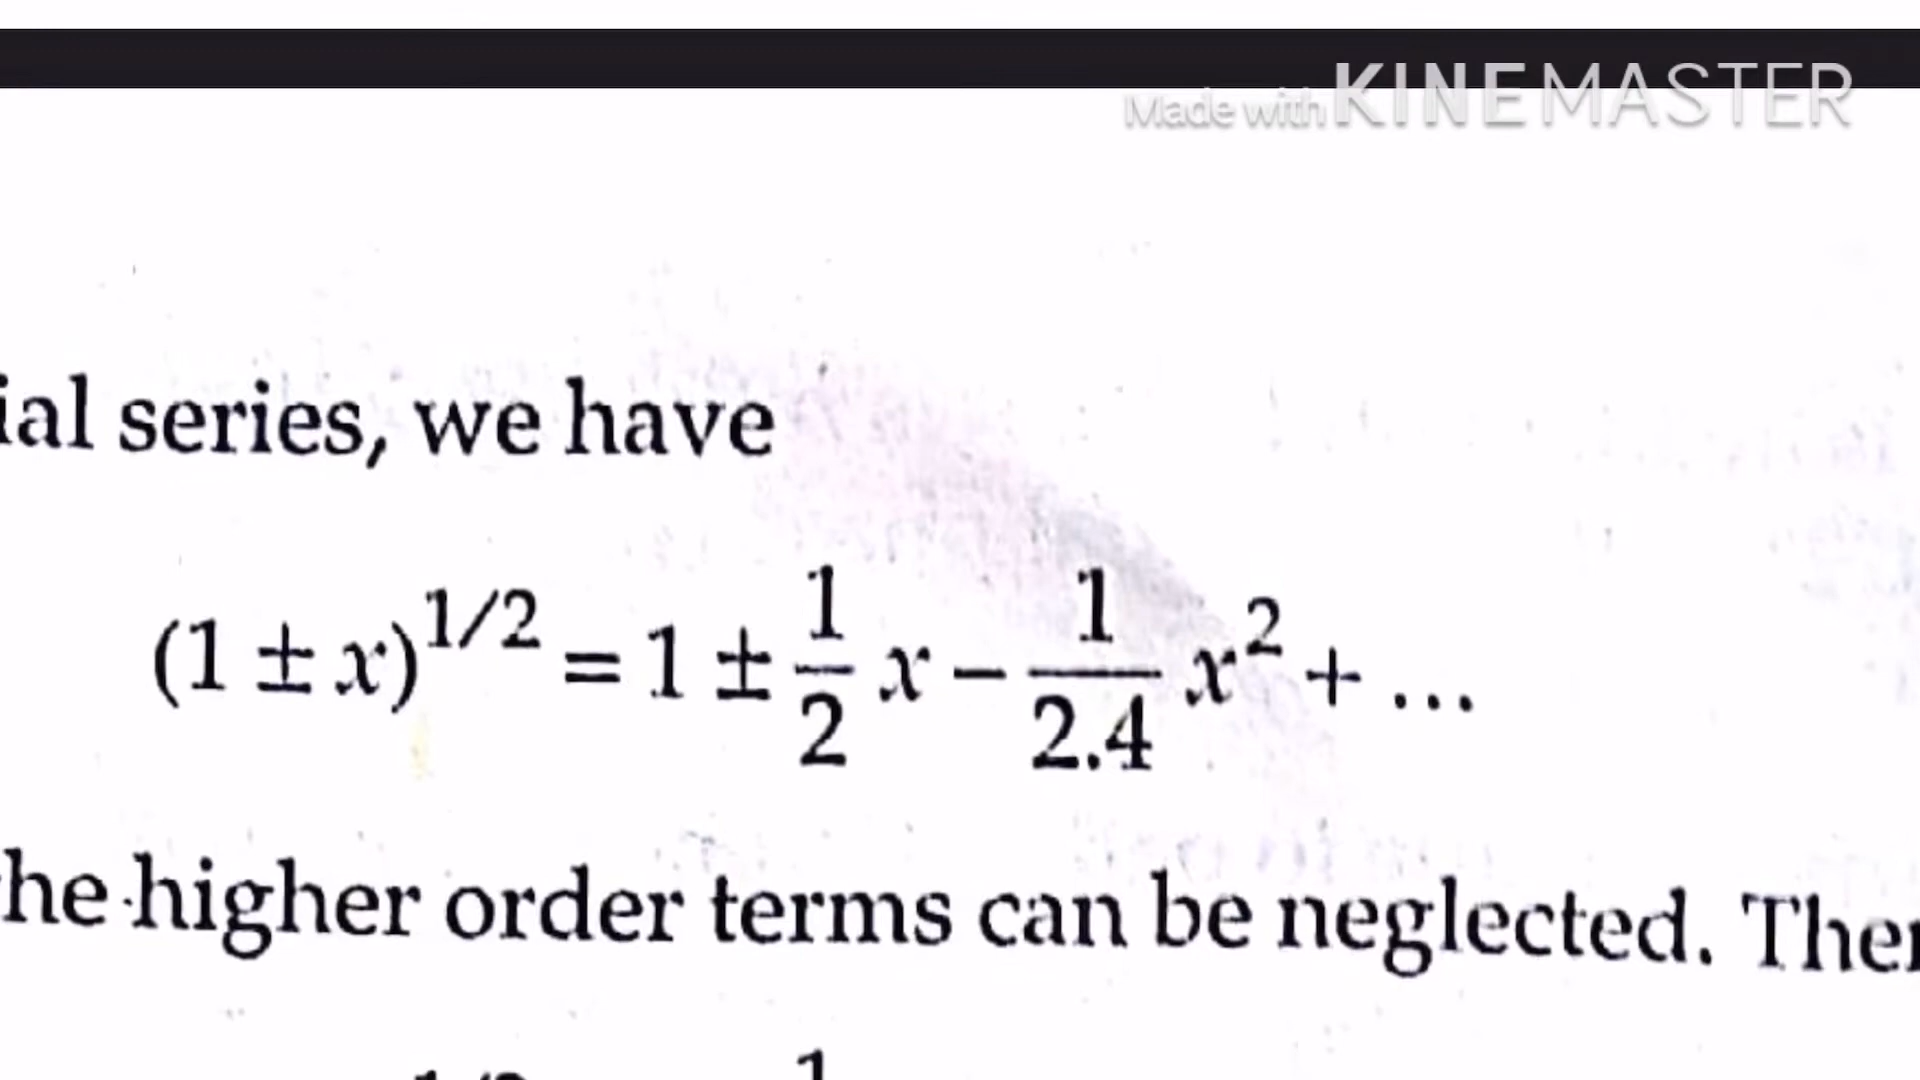 Made with KINEMASTER
ial series, we have
(1 ± x)^{1/2} = 1 ± \frac{1}{2} x − \frac{1}{2.4} x^2 + ...
he higher order terms can be neglected.